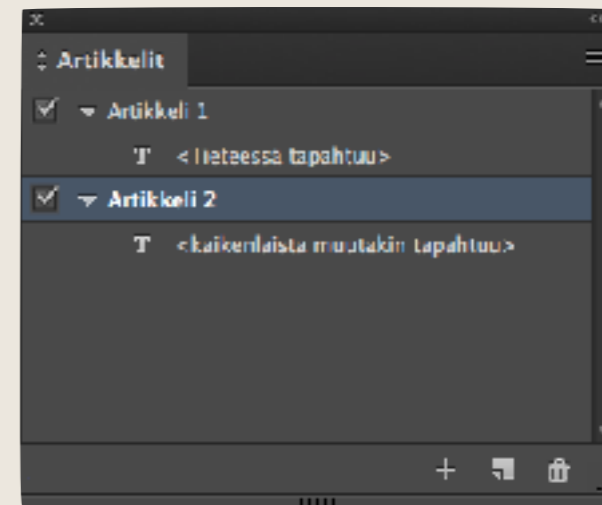 Artikkelit
Artikkeli 1
T <Tieteessä tapahtuu>
Artikkeli 2
T <kaikenlaista muutakin tapahtuu>